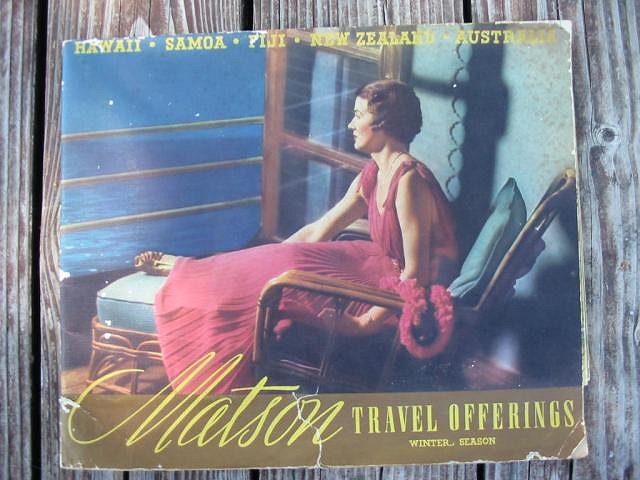 HAWAII • SAMOA • FIJI • NEW ZEALAND • AUSTRALIA
Matson TRAVEL OFFERINGS
WINTER SEASON